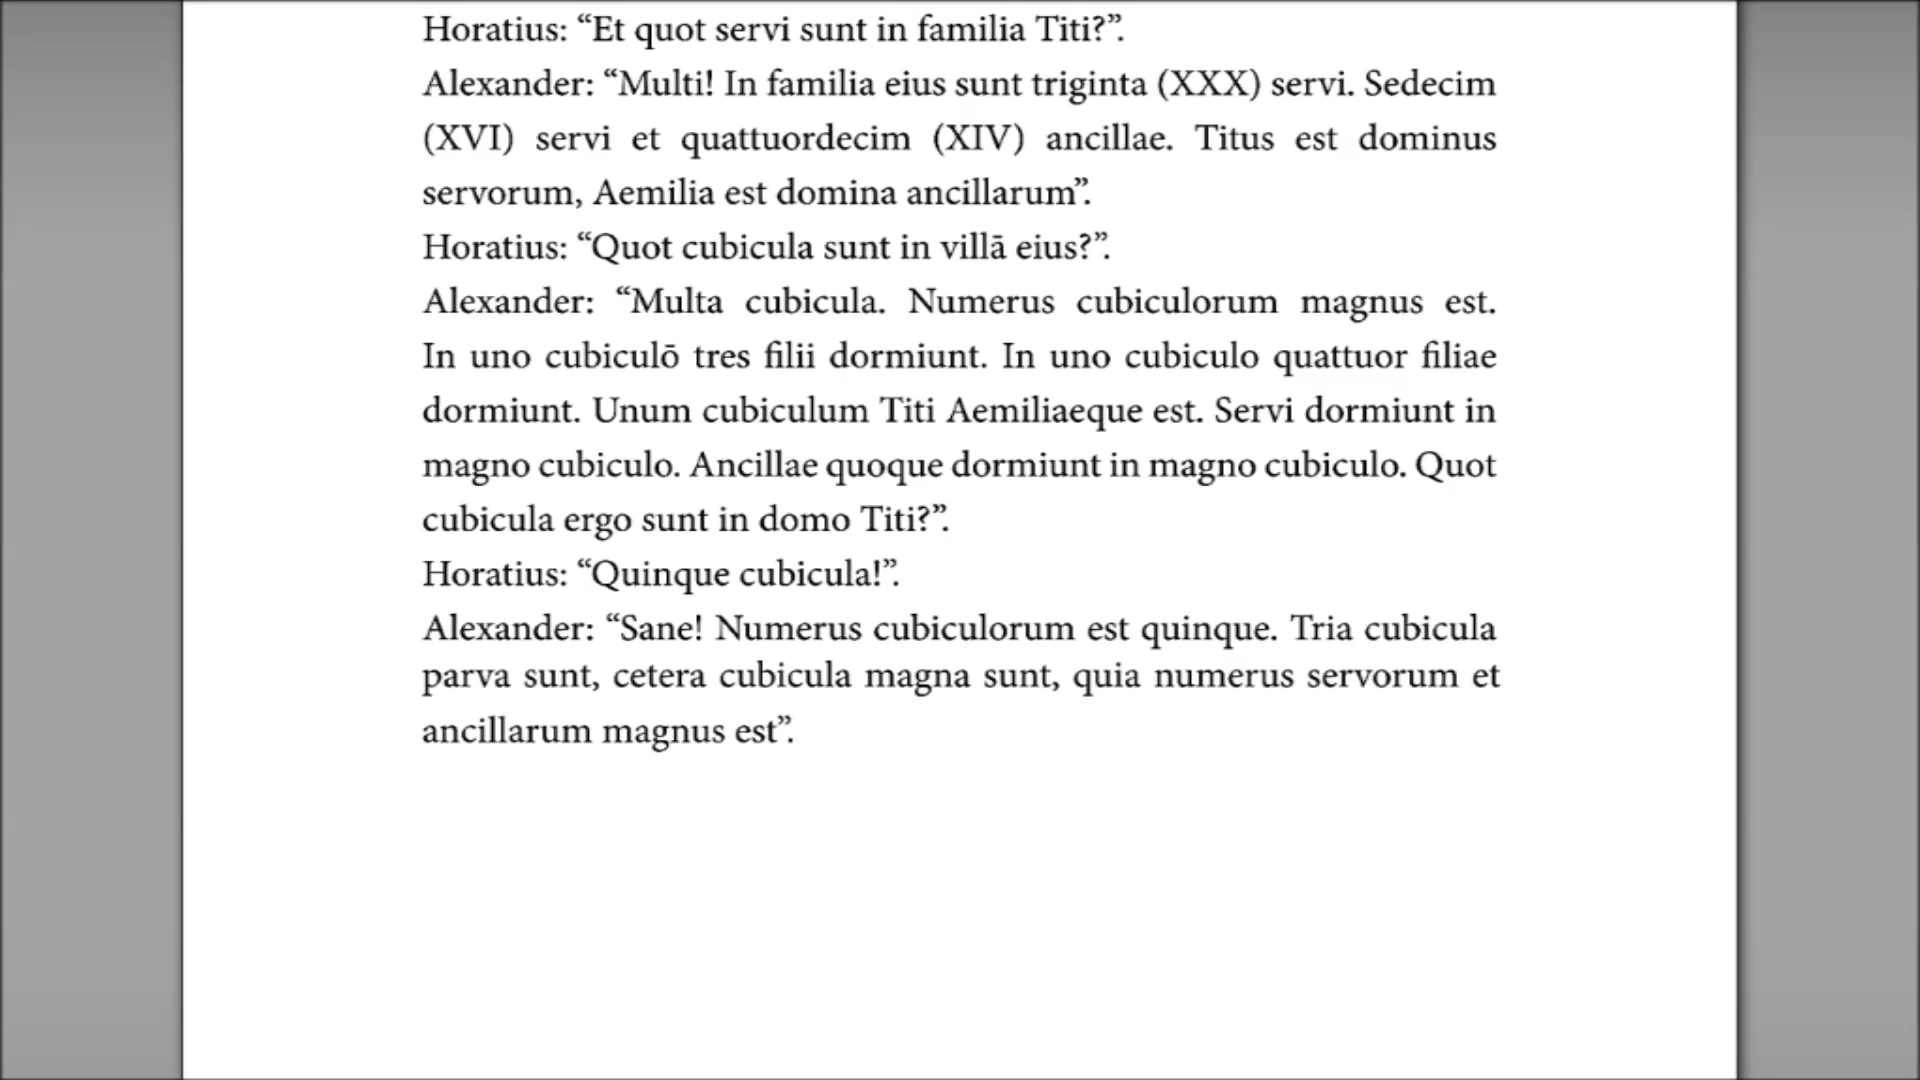 Horatius: “Et quot servi sunt in familia Titi?”.
Alexander: “Multi! In familia eius sunt triginta (XXX) servi. Sedecim
(XVI) servi et quattuordecim (XIV) ancillae. Titus est dominus
servorum, Aemilia est domina ancillarum”.
Horatius: “Quot cubicula sunt in villā eius?”.
Alexander: “Multa cubicula. Numerus cubiculorum magnus est.
In uno cubiculō tres filii dormiunt. In uno cubiculo quattuor filiae
dormiunt. Unum cubiculum Titi Aemiliaeque est. Servi dormiunt in
magno cubiculo. Ancillae quoque dormiunt in magno cubiculo. Quot
cubicula ergo sunt in domo Titi?”.
Horatius: “Quinque cubicula!”.
Alexander: “Sane! Numerus cubiculorum est quinque. Tria cubicula
parva sunt, cetera cubicula magna sunt, quia numerus servorum et
ancillarum magnus est”.